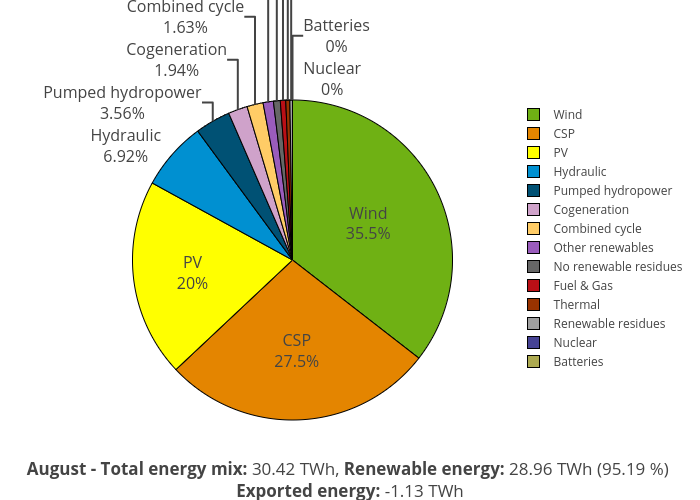 Combined cycle
1.63%
Cogeneration
1.94%
Pumped hydropower
3.56%
Hydraulic
6.92%
Batteries
0%
Nuclear
0%
Wind
35.5%
PV
20%
CSP
27.5%
Wind
CSP
PV
Hydraulic
Pumped hydropower
Cogeneration
Combined cycle
Other renewables
No renewable residues
Fuel & Gas
Thermal
Renewable residues
Nuclear
Batteries
August - Total energy mix: 30.42 TWh, Renewable energy: 28.96 TWh (95.19 %)
Exported energy: -1.13 TWh